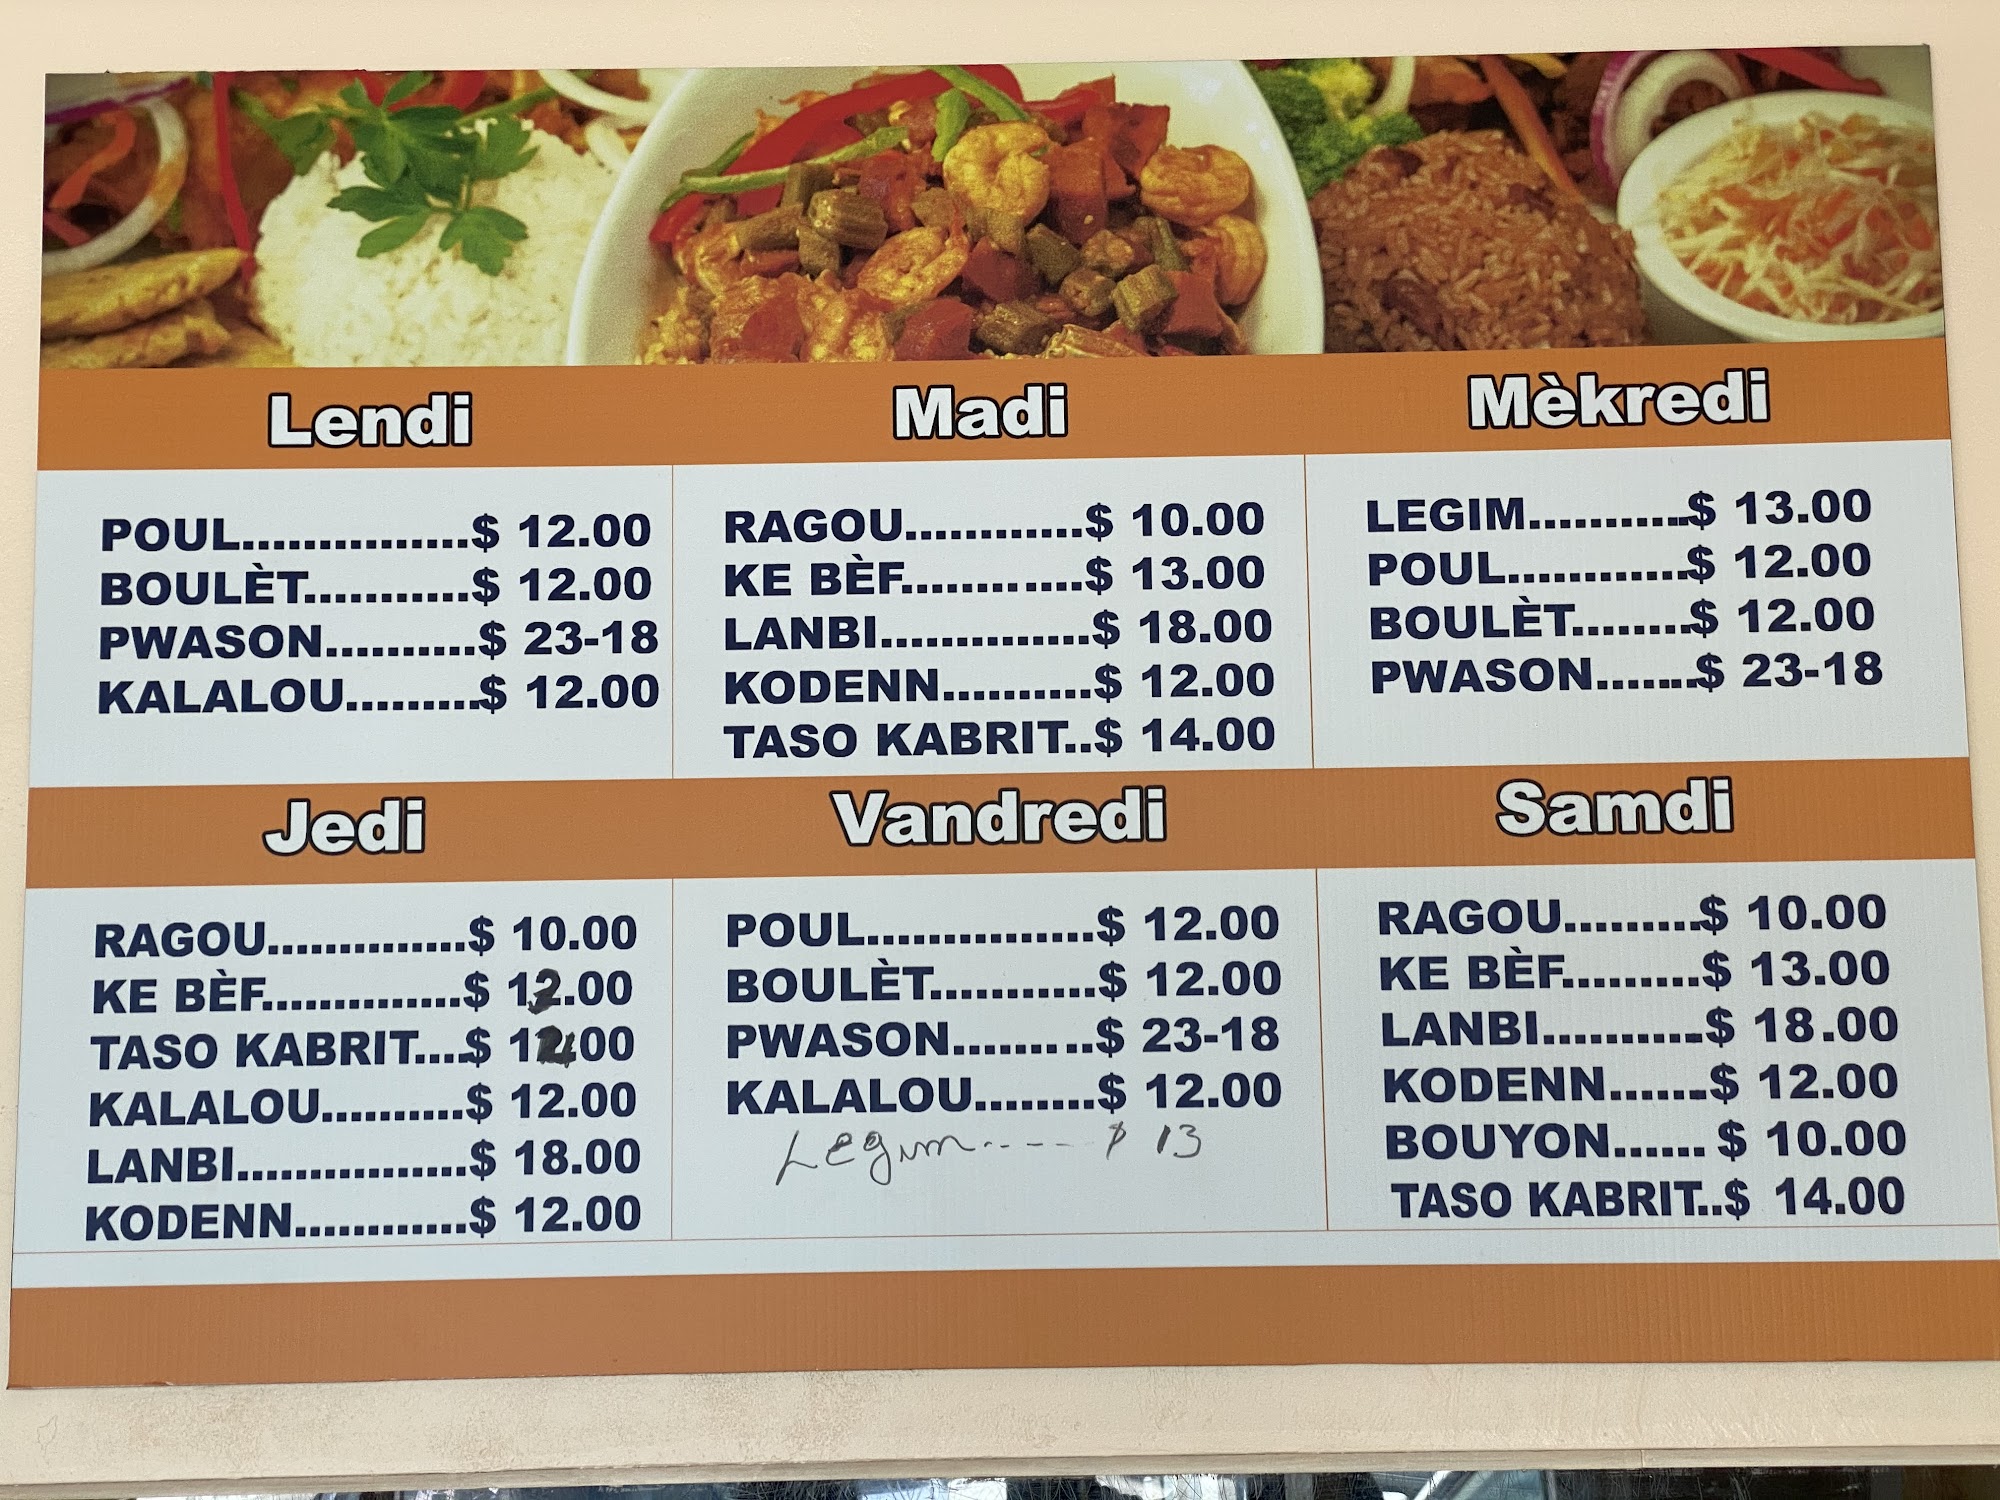 Lendi
POUL...............$ 12.00
BOULÈT...........$ 12.00
PWASON..........$ 23-18
KALALOU.........$ 12.00
Madi
RAGOU............$ 10.00
KE BÈF............$ 13.00
LANBI..............$ 18.00
KODENN..........$ 12.00
TASO KABRIT..$ 14.00
Mèkredi
LEGIM...........$ 13.00
POUL............$ 12.00
BOULÈT........$ 12.00
PWASON.......$ 23-18
Jedi
RAGOU..............$ 10.00
KE BÈF..............$ 12.00
TASO KABRIT....$ 00
KALALOU..........$ 12.00
LANBI................$ 18.00
KODENN............$ 12.00
Vandredi
POUL...............$ 12.00
BOULÈT...........$ 12.00
PWASON.........$ 23-18
KALALOU........$ 12.00
Legim----- $ 13
Samdi
RAGOU.........$ 10.00
KE BÈF.........$ 13.00
LANBI...........$ 18.00
KODENN.......$ 12.00
BOUYON...... $ 10.00
TASO KABRIT..$ 14.00